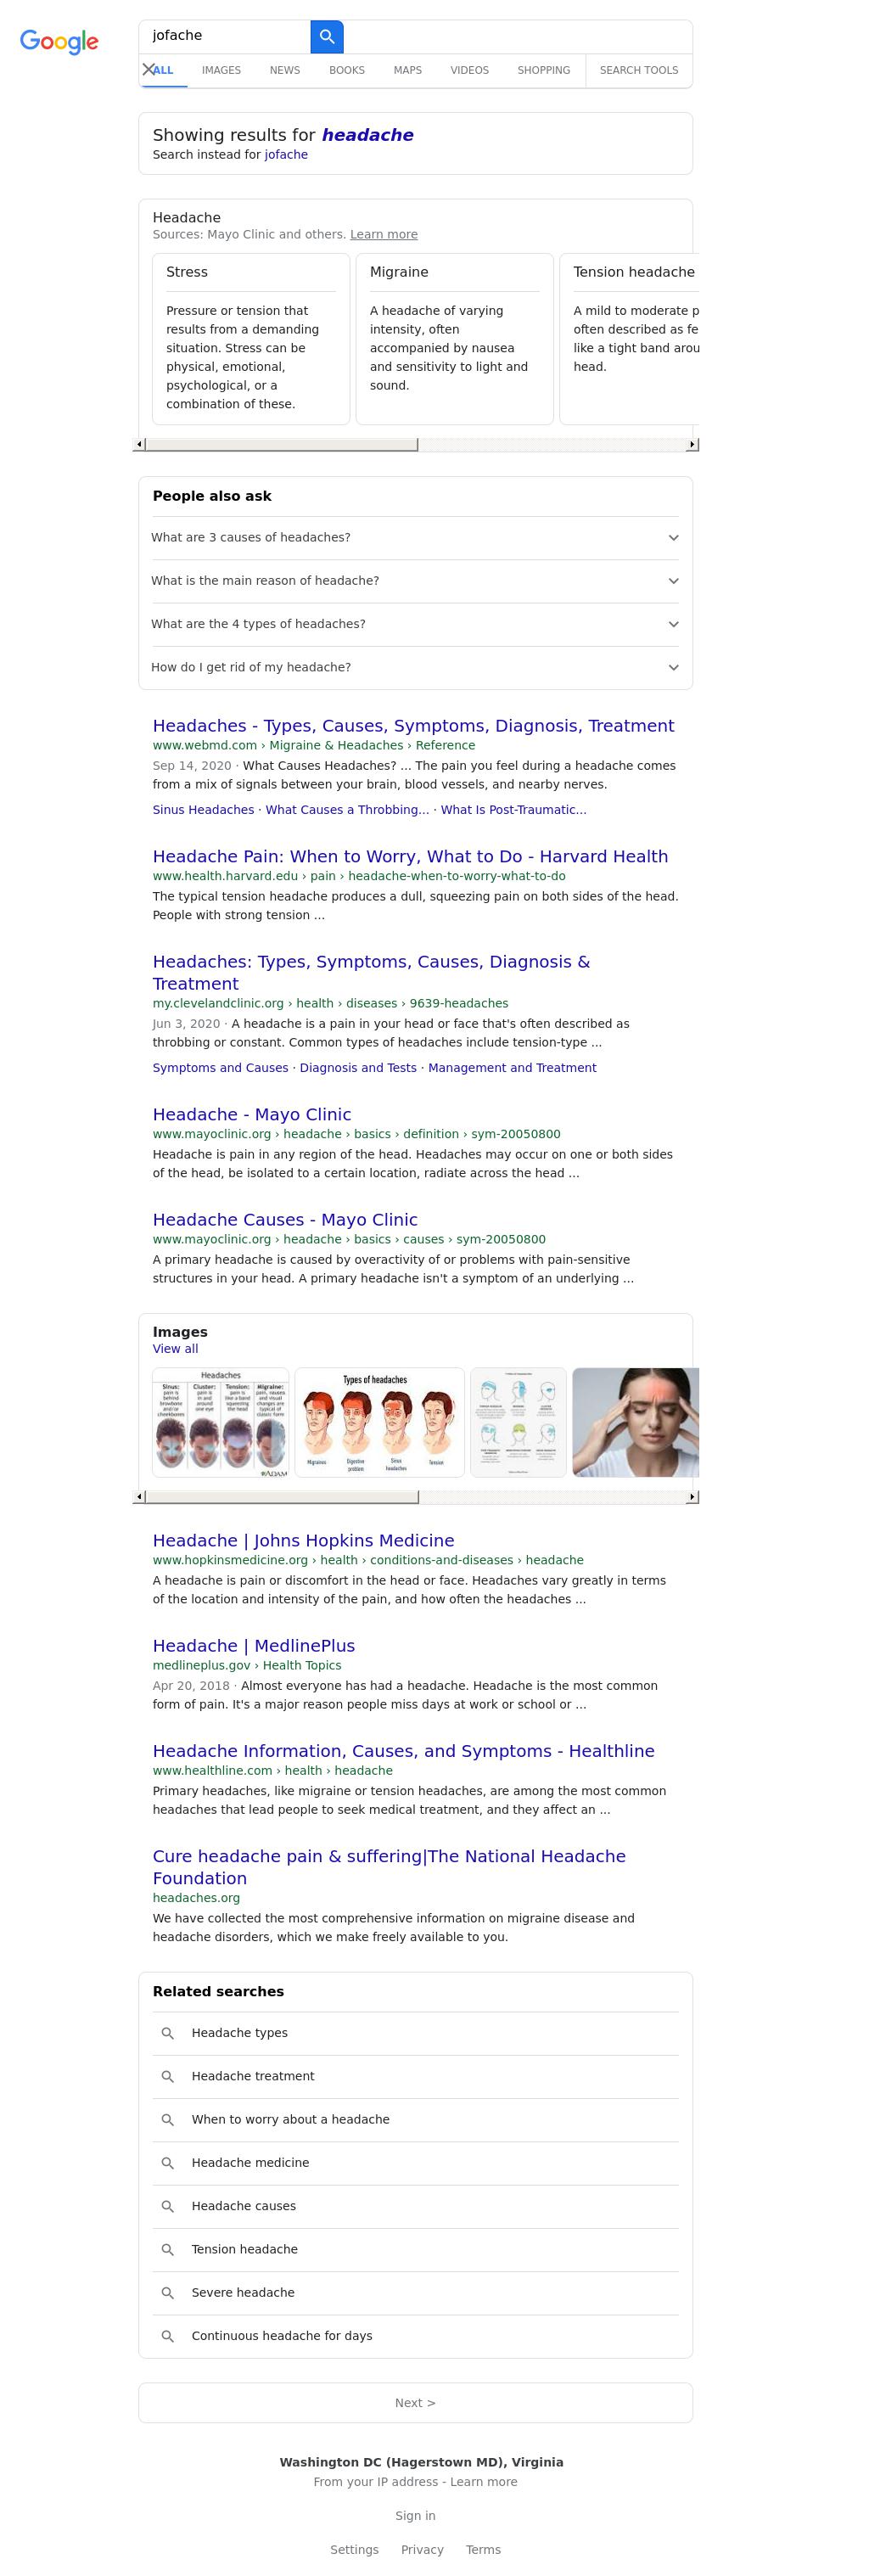 Google
jofache
ALL IMAGES NEWS BOOKS MAPS VIDEOS SHOPPING SEARCH TOOLS
Showing results for headache
Search instead for jofache
Headache
Sources: Mayo Clinic and others. Learn more
Stress
Pressure or tension that
results from a demanding
situation. Stress can be
physical, emotional,
psychological, or a
combination of these.
Migraine
A headache of varying
intensity, often
accompanied by nausea
and sensitivity to light and
sound.
Tension headache
A mild to moderate p
often described as fe
like a tight band arou
head.
People also ask
What are 3 causes of headaches?
What is the main reason of headache?
What are the 4 types of headaches?
How do I get rid of my headache?
Headaches - Types, Causes, Symptoms, Diagnosis, Treatment
www.webmd.com › Migraine & Headaches › Reference
Sep 14, 2020 · What Causes Headaches? ... The pain you feel during a headache comes
from a mix of signals between your brain, blood vessels, and nearby nerves.
Sinus Headaches · What Causes a Throbbing... · What Is Post-Traumatic...
Headache Pain: When to Worry, What to Do - Harvard Health
www.health.harvard.edu › pain › headache-when-to-worry-what-to-do
The typical tension headache produces a dull, squeezing pain on both sides of the head.
People with strong tension ...
Headaches: Types, Symptoms, Causes, Diagnosis &
Treatment
my.clevelandclinic.org › health › diseases › 9639-headaches
Jun 3, 2020 · A headache is a pain in your head or face that's often described as
throbbing or constant. Common types of headaches include tension-type ...
Symptoms and Causes · Diagnosis and Tests · Management and Treatment
Headache - Mayo Clinic
www.mayoclinic.org › headache › basics › definition › sym-20050800
Headache is pain in any region of the head. Headaches may occur on one or both sides
of the head, be isolated to a certain location, radiate across the head ...
Headache Causes - Mayo Clinic
www.mayoclinic.org › headache › basics › causes › sym-20050800
A primary headache is caused by overactivity of or problems with pain-sensitive
structures in your head. A primary headache isn't a symptom of an underlying ...
Images
View all
Headaches
Sinus: Cluster: Tension: Migraine:
Types of headaches
Migraines Digestive problem Sinus headaches Tension
Headache | Johns Hopkins Medicine
www.hopkinsmedicine.org › health › conditions-and-diseases › headache
A headache is pain or discomfort in the head or face. Headaches vary greatly in terms
of the location and intensity of the pain, and how often the headaches ...
Headache | MedlinePlus
medlineplus.gov › Health Topics
Apr 20, 2018 · Almost everyone has had a headache. Headache is the most common
form of pain. It's a major reason people miss days at work or school or ...
Headache Information, Causes, and Symptoms - Healthline
www.healthline.com › health › headache
Primary headaches, like migraine or tension headaches, are among the most common
headaches that lead people to seek medical treatment, and they affect an ...
Cure headache pain & suffering|The National Headache
Foundation
headaches.org
We have collected the most comprehensive information on migraine disease and
headache disorders, which we make freely available to you.
Related searches
Headache types
Headache treatment
When to worry about a headache
Headache medicine
Headache causes
Tension headache
Severe headache
Continuous headache for days
Next >
Washington DC (Hagerstown MD), Virginia
From your IP address - Learn more
Sign in
Settings Privacy Terms